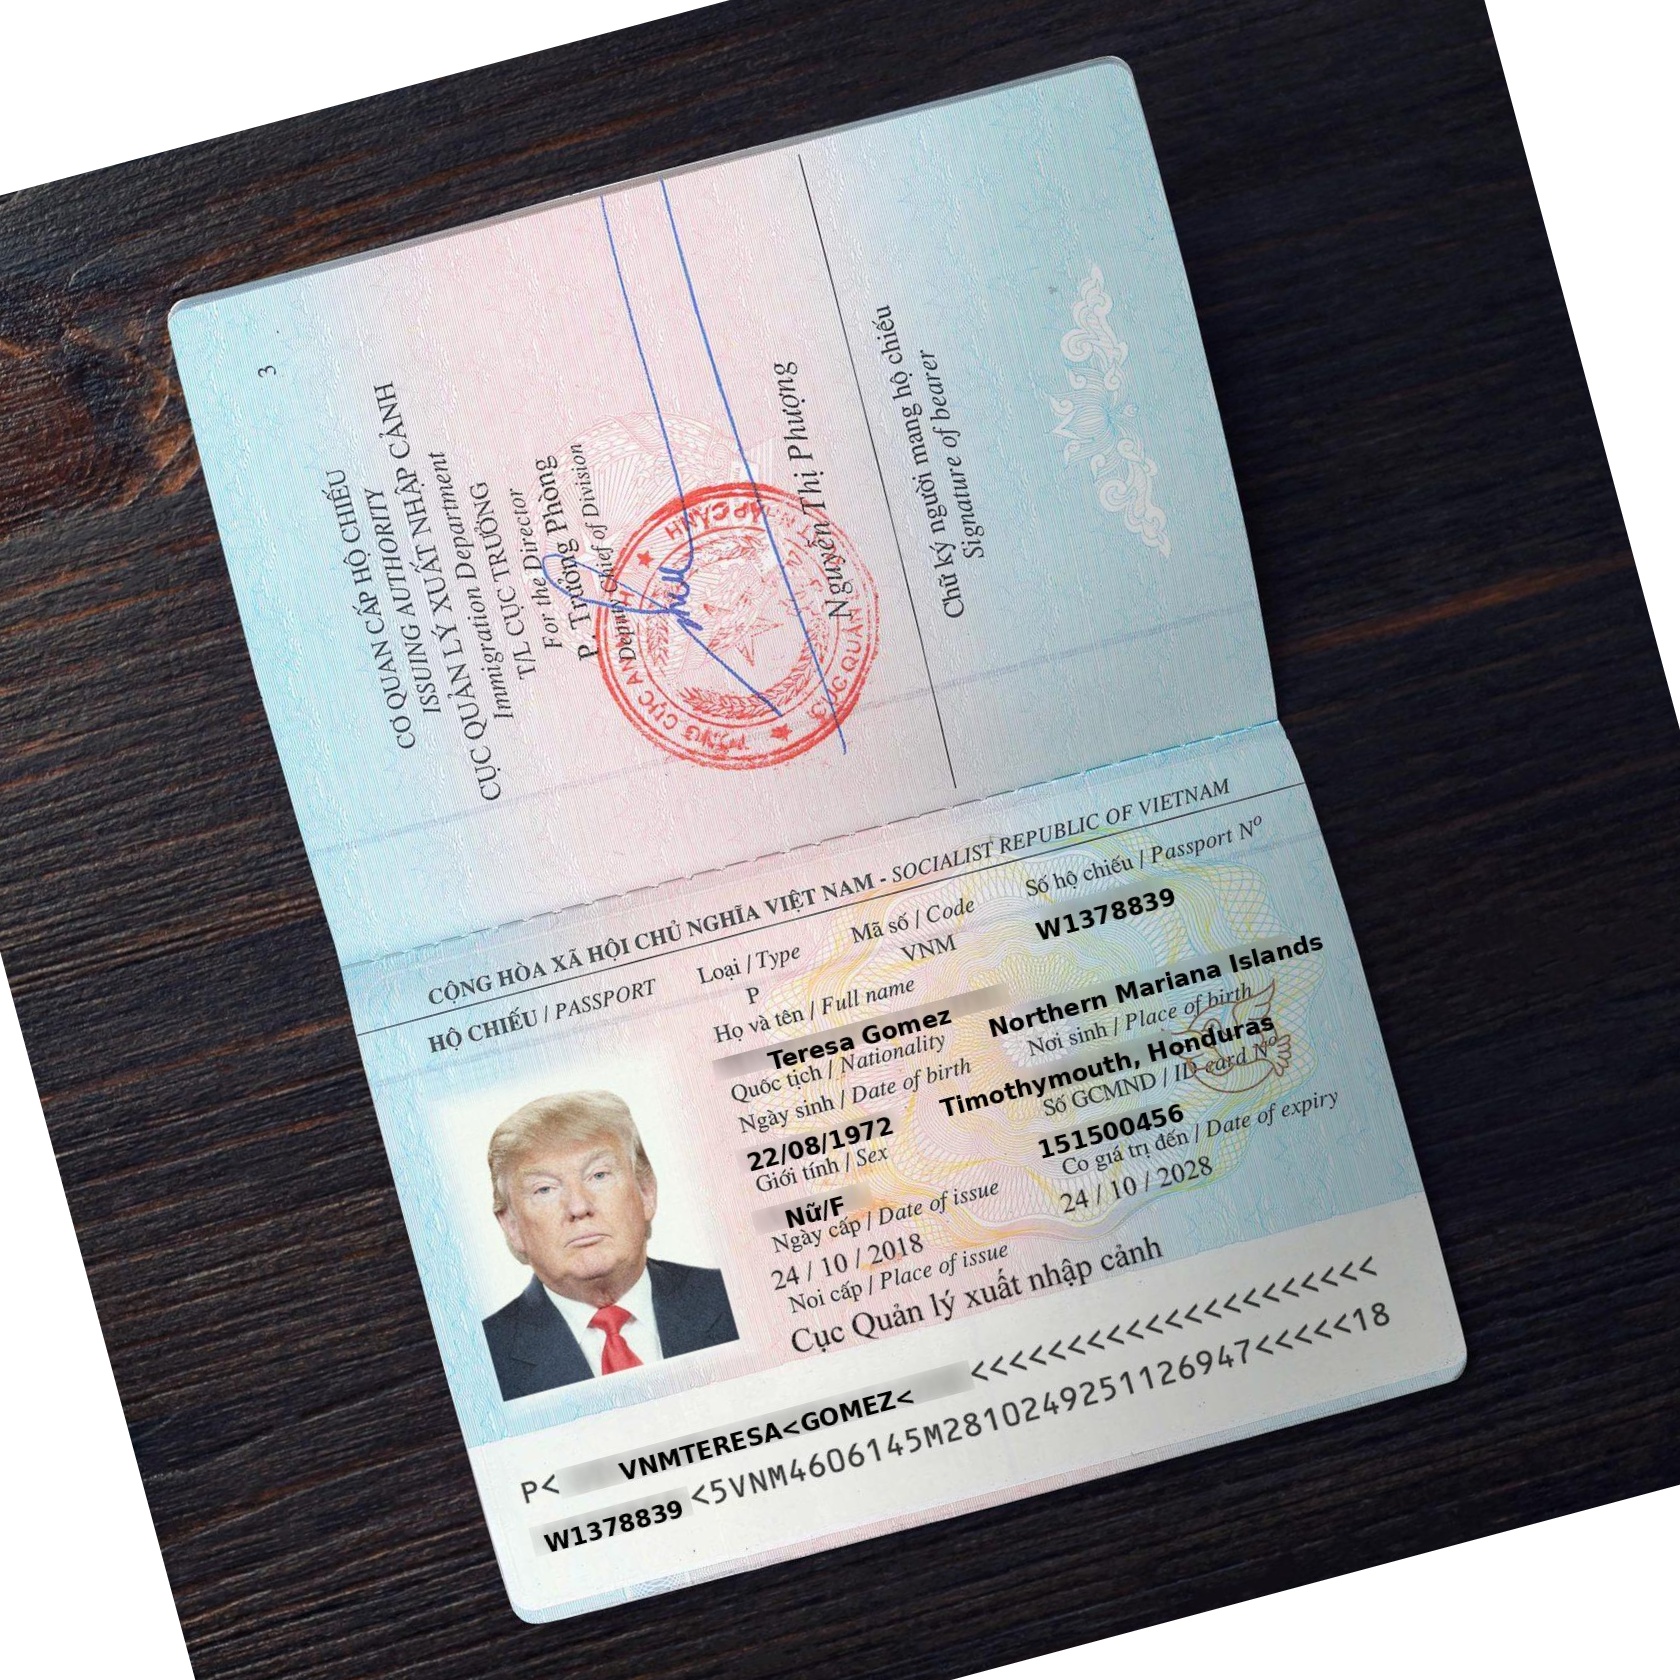 3
CƠ QUAN CẤP HỘ CHIẾU
ISSUING AUTHORITY
CỤC QUẢN LÝ XUẤT NHẬP CẢNH
Immigration Department
T/L CỤC TRƯỞNG
For the Director
P. Trưởng Phòng
Deputy Chief of Division
Nguyễn Thị Phượng
Chữ ký người mang hộ chiếu
Signature of bearer
CỘNG HÒA XÃ HỘI CHỦ NGHĨA VIỆT NAM - SOCIALIST REPUBLIC OF VIETNAM
HỘ CHIẾU / PASSPORT
Loại / Type
Mã số / Code
Số hộ chiếu / Passport Nº
P
VNM
W1378839
Họ và tên / Full name
Teresa Gomez
Quốc tịch / Nationality
Northern Mariana Islands
Ngày sinh / Date of birth
Nơi sinh / Place of birth
22/08/1972
Timothymouth, Honduras
Giới tính / Sex
Số GCMND / ID card Nº
Nữ/F
151500456
Ngày cấp / Date of issue
Co giá trị đến / Date of expiry
24 / 10 / 2018
24 / 10 / 2028
Noi cấp / Place of issue
Cục Quản lý xuất nhập cảnh
P< VNMTERESA<GOMEZ< <<<<<<<<<<<<<<<<<<<<<
W1378839 <5VNM4606145M2810249251126947<<<<<18